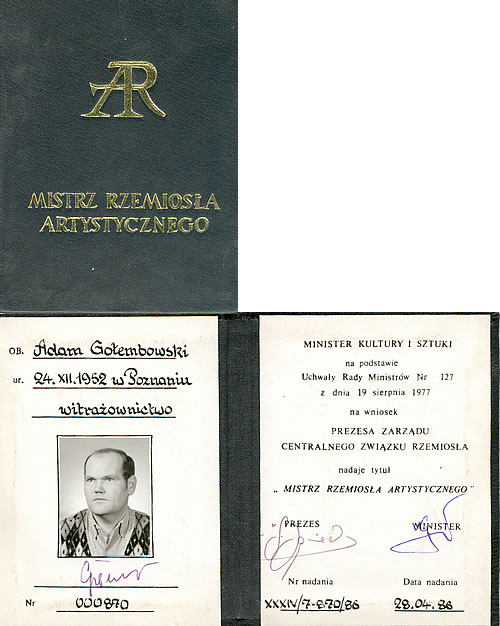 AR
MISTRZ RZEMIOSŁA
ARTYSTYCZNEGO
OB. Adam Gołembowski
ur. 24.XII.1952 w Poznaniu
witrażownictwo
Nr 000870
MINISTER KULTURY I SZTUKI
na podstawie
Uchwały Rady Ministrów Nr 127
z dnia 19 sierpnia 1977
na wniosek
PREZESA ZARZĄDU
CENTRALNEGO ZWIĄZKU RZEMIOSŁA
nadaje tytuł
„MISTRZ RZEMIOSŁA ARTYSTYCZNEGO”
PREZES MINISTER
Nr nadania Data nadania
XXXIV/7-870/86 28.04.86